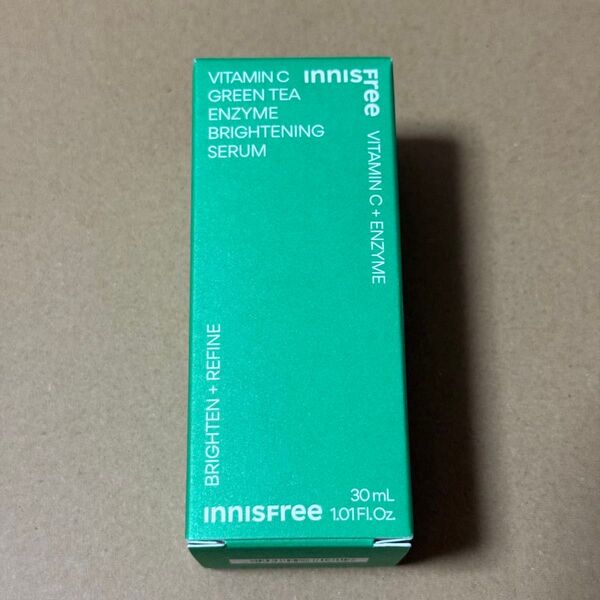 VITAMIN C
GREEN TEA
ENZYME
BRIGHTENING
SERUM
innisFree
VITAMIN C + ENZYME
BRIGHTEN + REFINE
innisFree
30 mL
1.01 Fl.Oz.